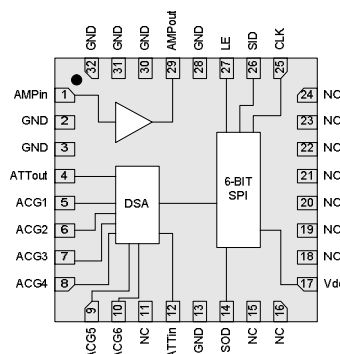 GND
GND
GND
AMPout
GND
LE
SID
CLK
32
31
30
29
28
27
26
25
AMPin 1
24 NC
GND 2
23 NC
GND 3
22 NC
ATTout 4
21 NC
ACG1 5
20 NC
ACG2 6
19 NC
ACG3 7
18 NC
ACG4 8
17 Vdd
DSA
6-BIT
SPI
9
10
11
12
13
14
15
16
ACG5
ACG6
NC
ATTin
GND
SOD
NC
NC